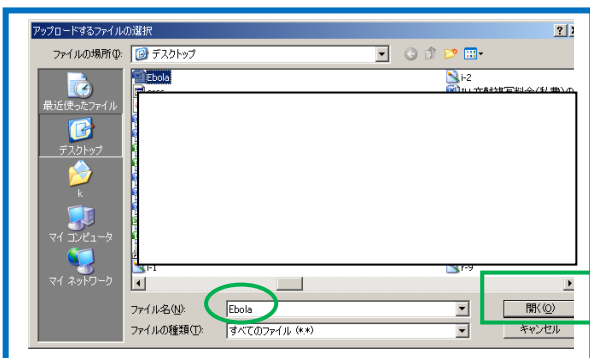 アップロードするファイルの選択
ファイルの場所(I): デスクトップ
Ebola
i-2
最近使ったファイル
デスクトップ
k
マイ コンピュータ
マイ ネットワーク
i-1
r-9
ファイル名(N): Ebola 開く(O)
ファイルの種類(T): すべてのファイル (*.*) キャンセル